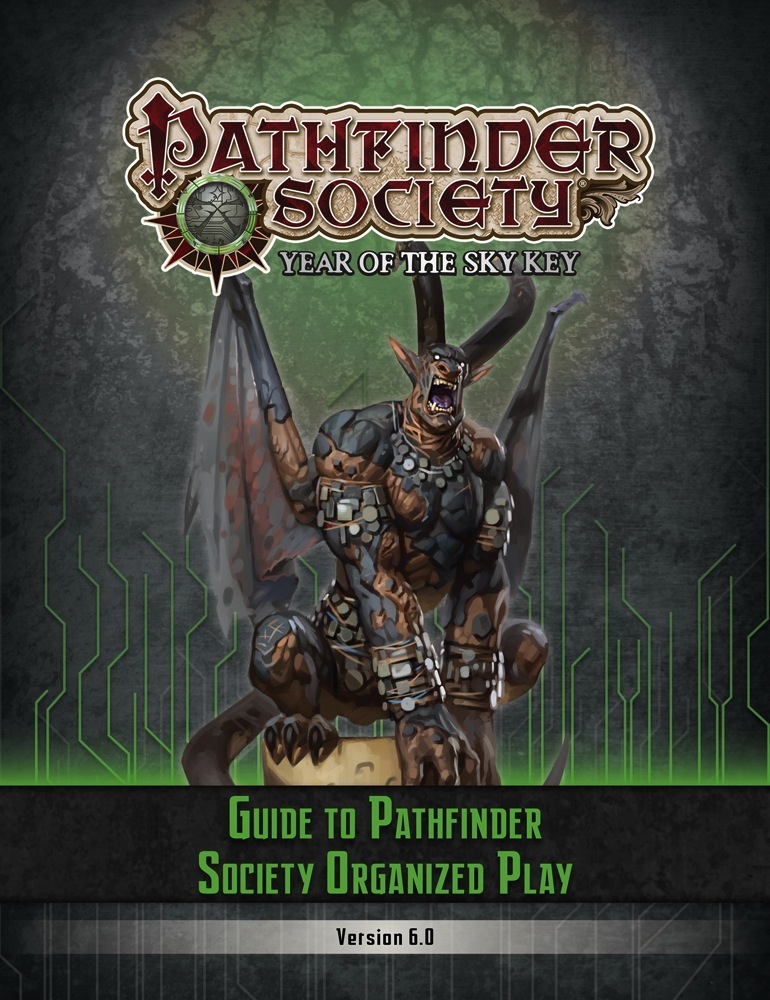 PATHFINDER
SOCIETY®
YEAR OF THE SKY KEY
GUIDE TO PATHFINDER
SOCIETY ORGANIZED PLAY
Version 6.0